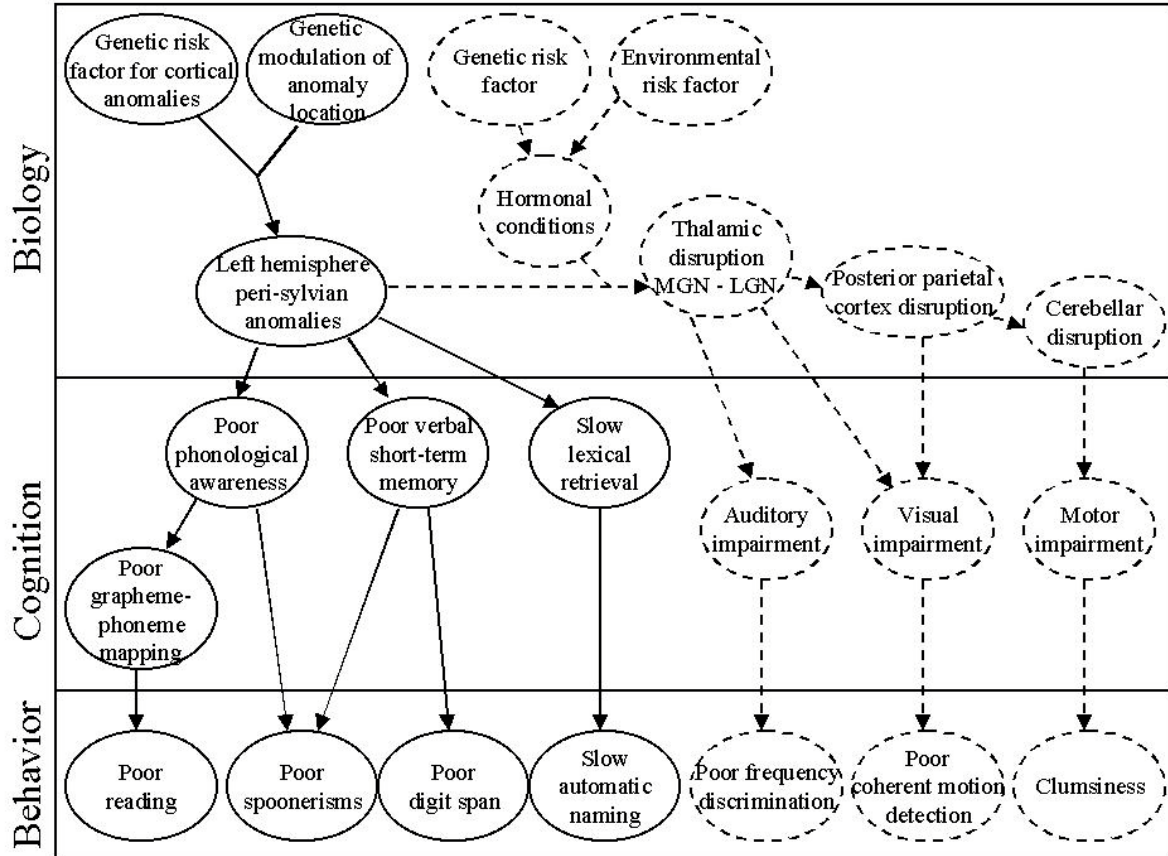 Biology
Genetic risk
factor for cortical
anomalies
Genetic
modulation of
anomaly
location
Genetic risk
factor
Environmental
risk factor
Hormonal
conditions
Thalamic
disruption
MGN - LGN
Left hemisphere
peri-sylvian
anomalies
Posterior parietal
cortex disruption
Cerebellar
disruption
Cognition
Poor
phonological
awareness
Poor verbal
short-term
memory
Slow
lexical
retrieval
Auditory
impairment
Visual
impairment
Motor
impairment
Poor
grapheme-
phoneme
mapping
Behavior
Poor
reading
Poor
spoonerisms
Poor
digit span
Slow
automatic
naming
Poor frequency
discrimination
Poor
coherent motion
detection
Clumsiness